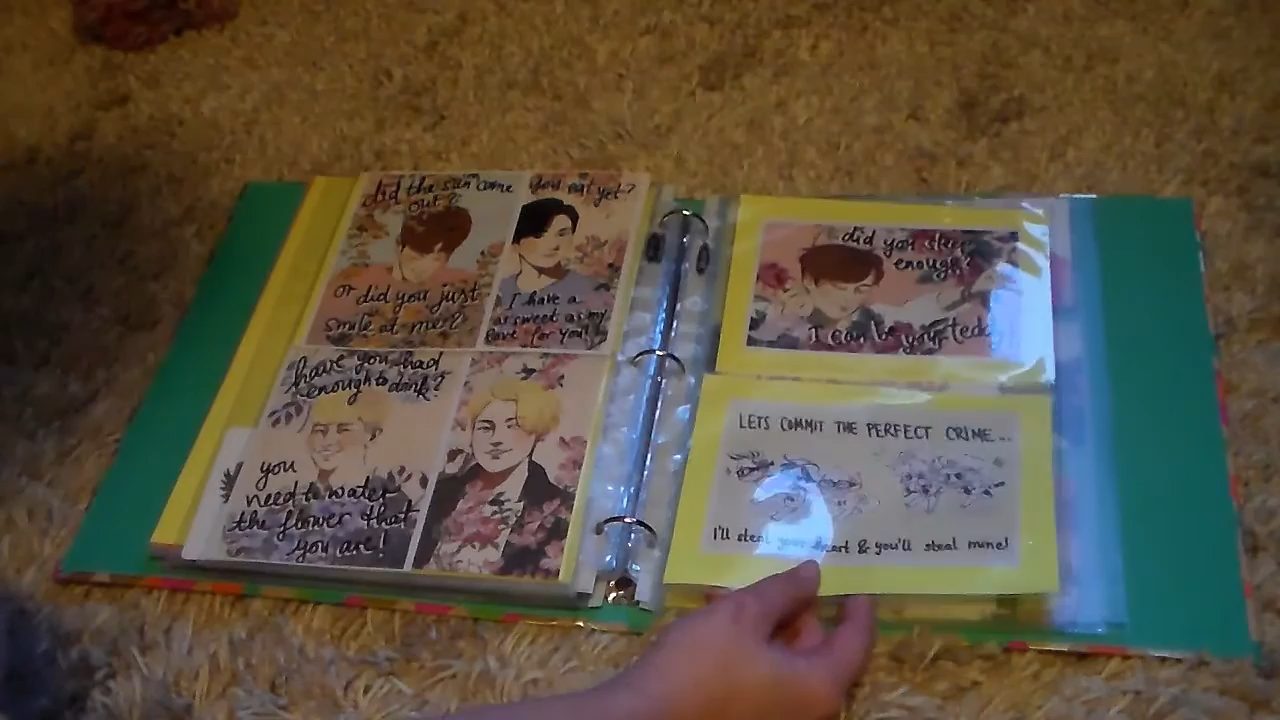 did the sun come
out?
or did you just
smile at me?
you eat yet?
I have a
as sweet as my
love for you!
have you had
enough to drink?
you
need to water
the flower that
you are!
did you sleep
enough?
I can be your
LETS COMMIT THE PERFECT CRIME...
I'll steal your heart & you'll steal mine!